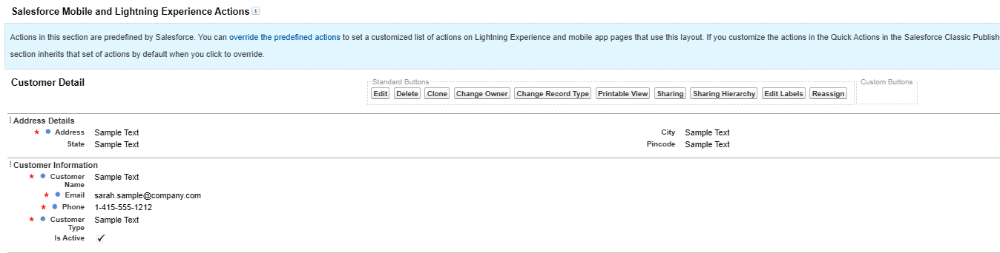 Salesforce Mobile and Lightning Experience Actions i
Actions in this section are predefined by Salesforce. You can override the predefined actions to set a customized list of actions on Lightning Experience and mobile app pages that use this layout. If you customize the actions in the Quick Actions in the Salesforce Classic Publish
section inherits that set of actions by default when you click to override.
Customer Detail
Standard Buttons
Edit Delete Clone Change Owner Change Record Type Printable View Sharing Sharing Hierarchy Edit Labels Reassign
Custom Buttons
Address Details
* Address Sample Text City Sample Text
State Sample Text Pincode Sample Text
Customer Information
* Customer Sample Text
Name
* Email sarah.sample@company.com
* Phone 1-415-555-1212
* Customer Sample Text
Type
Is Active ✓